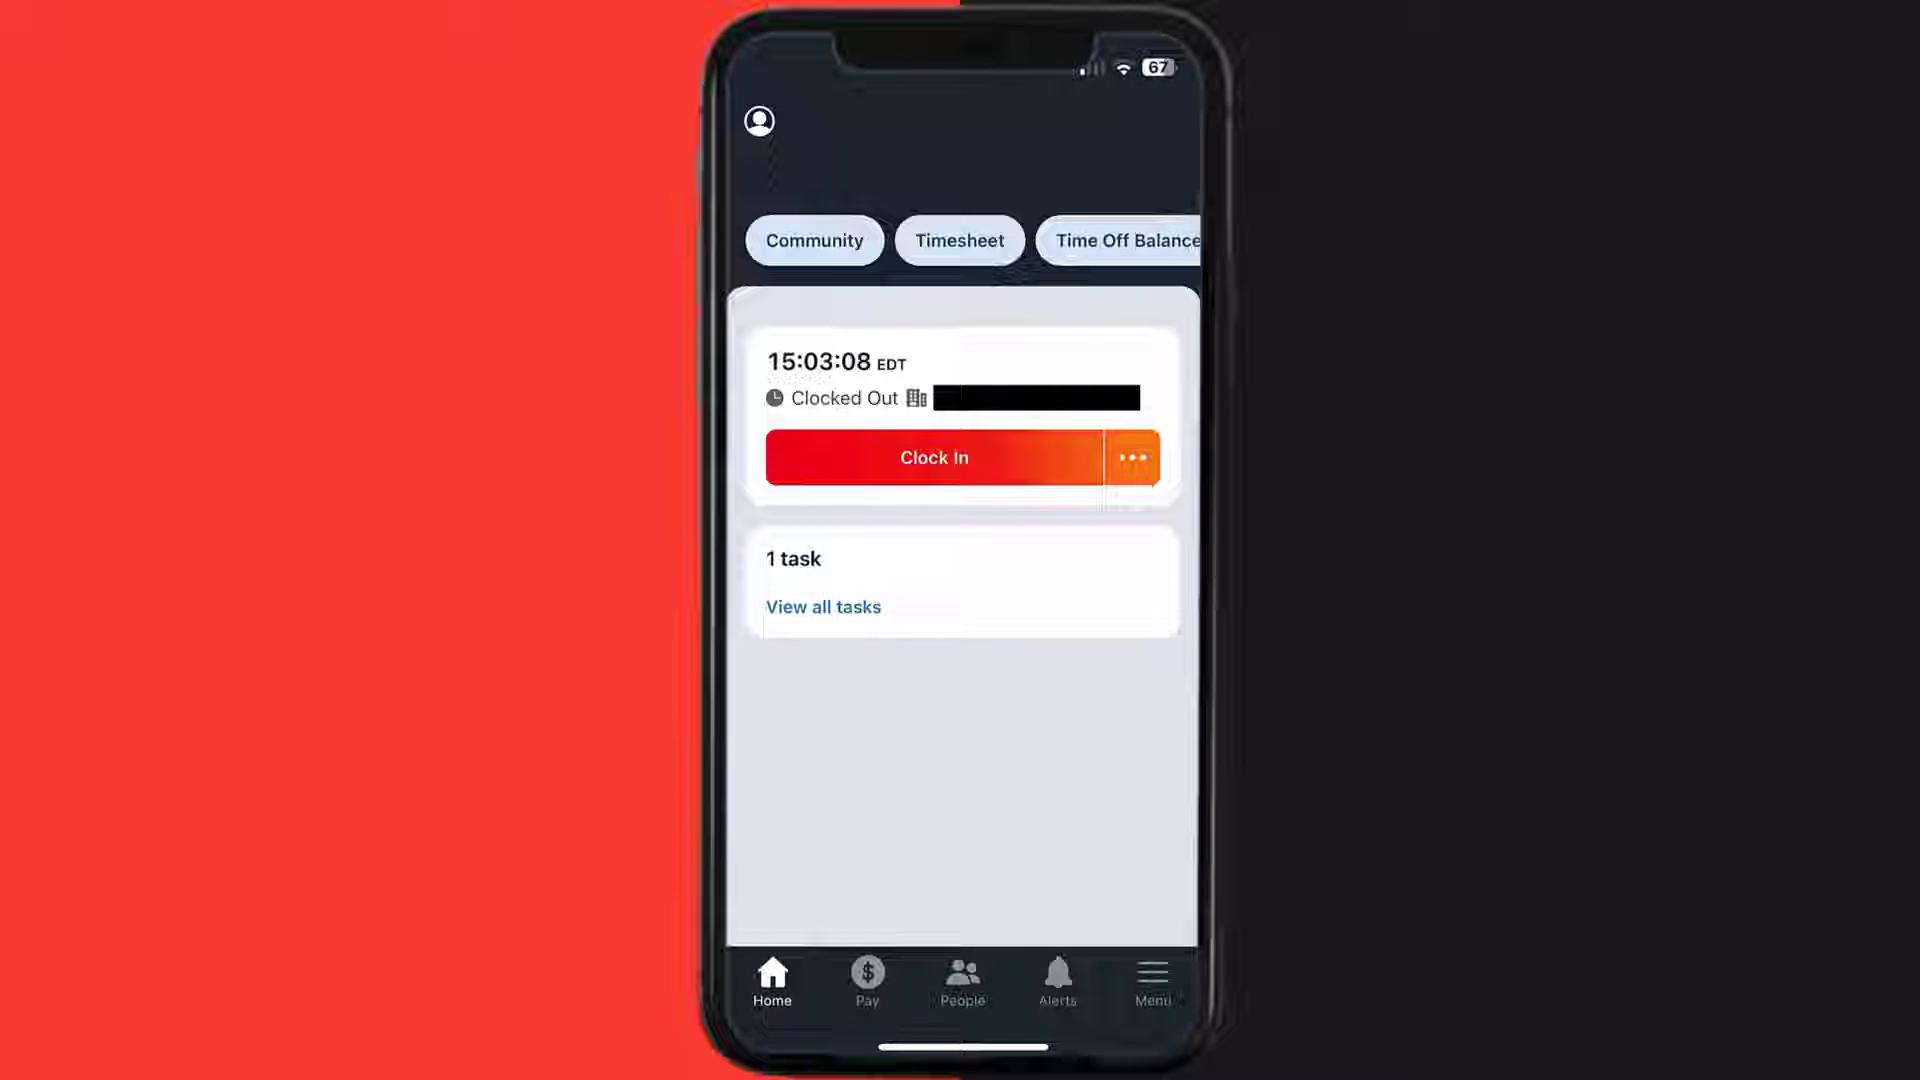 67
Community
Timesheet
Time Off Balance
15:03:08 EDT
Clocked Out
Clock In
1 task
View all tasks
Home
Pay
People
Alerts
Menu